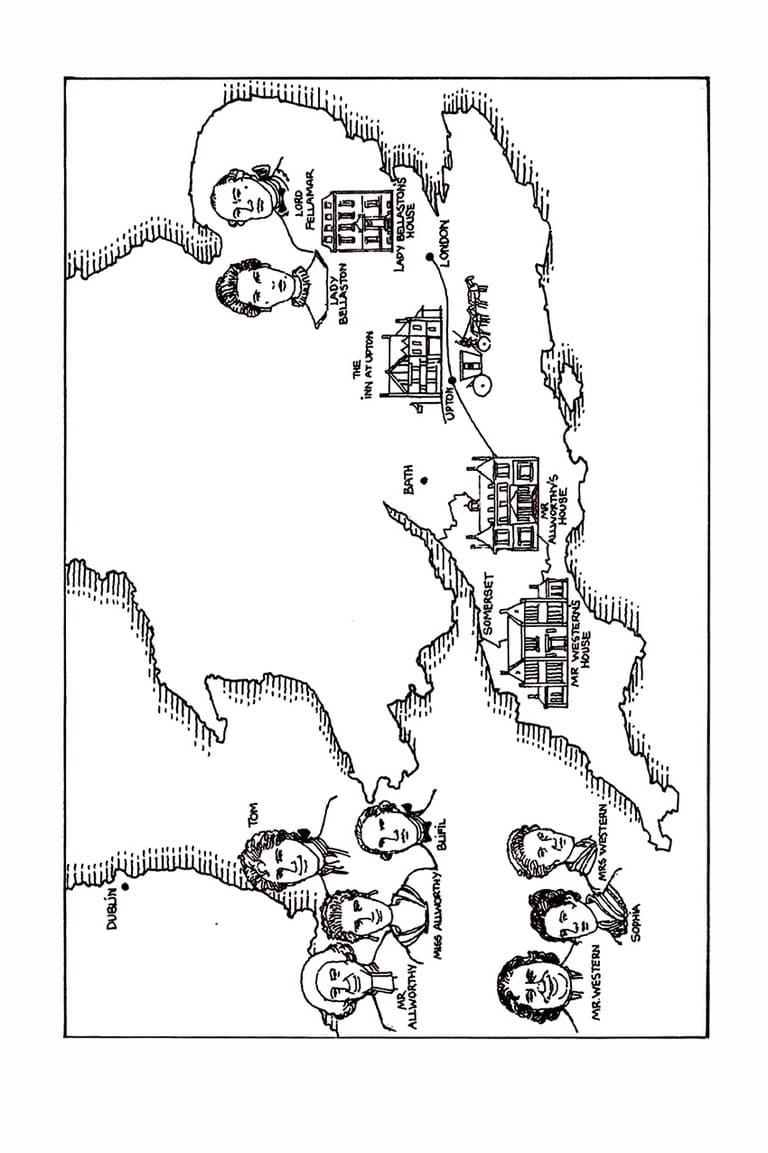 DUBLIN
TOM
LORD
FELLAMAR
LADY
BELLASTON
THE
INN AT UPTON
LADY BELLASTON'S
HOUSE
MR
ALLWORTHY
MISS ALLWORTHY
BLIFIL
BATH
UPTON
LONDON
SOMERSET
MR
ALLWORTHY'S
HOUSE
MR WESTERN'S
HOUSE
MR. WESTERN
SOPHIA
MRS WESTERN